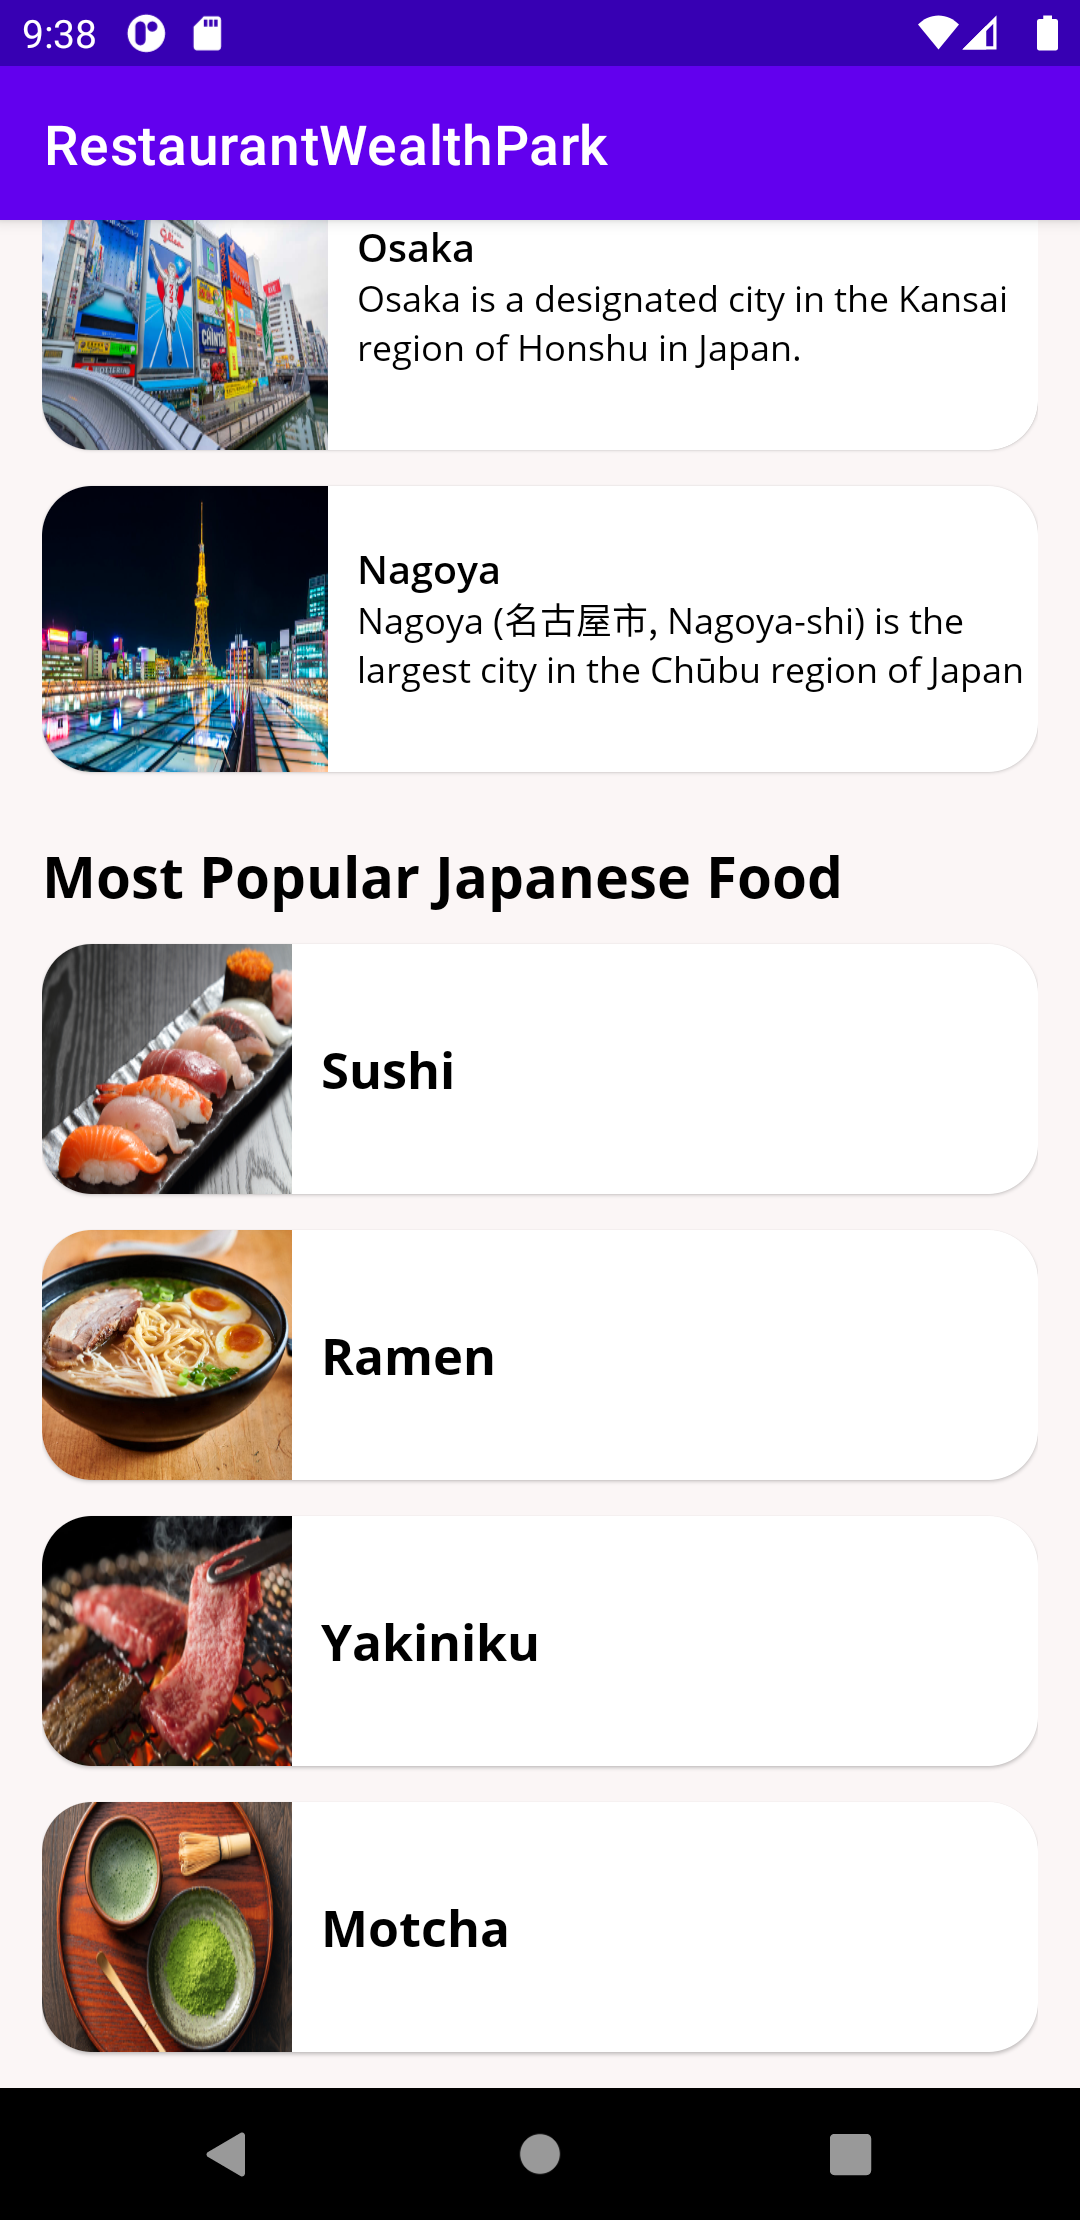 9:38
RestaurantWealthPark
Osaka
Osaka is a designated city in the Kansai
region of Honshu in Japan.
Nagoya
Nagoya (名古屋市, Nagoya-shi) is the
largest city in the Chūbu region of Japan
Most Popular Japanese Food
Sushi
Ramen
Yakiniku
Motcha